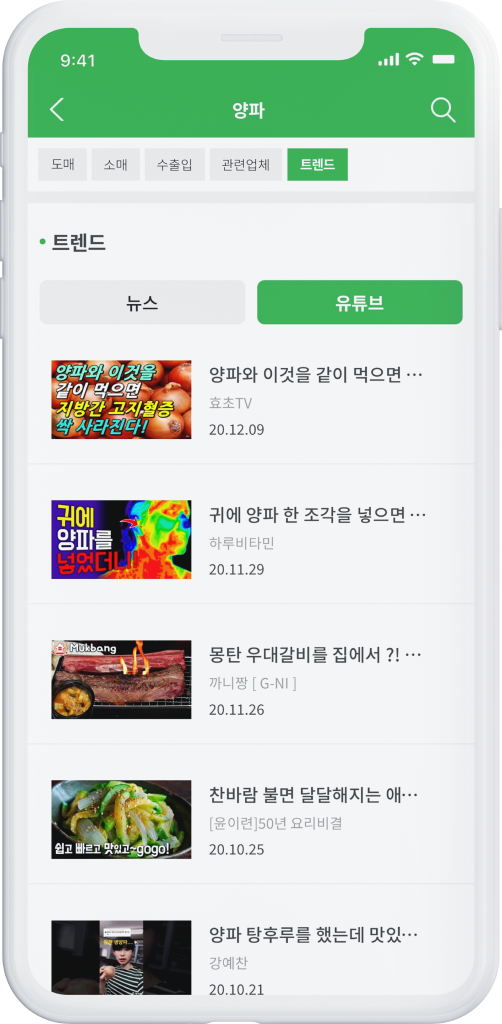 9:41
양파
도매
소매
수출입
관련업체
트렌드
트렌드
뉴스
유튜브
양파와 이것을
같이 먹으면
지방간 고지혈증
싹 사라진다!
양파와 이것을 같이 먹으면 ⋯
효초TV
20.12.09
귀에
양파를
넣었더니!
귀에 양파 한 조각을 넣으면 ⋯
하루비타민
20.11.29
Mukbang
몽탄 우대갈비를 집에서 ?! ⋯
까니짱 [ G-NI ]
20.11.26
쉽고 빠르고 맛있고~gogo!
찬바람 불면 달달해지는 애⋯
[윤이련]50년 요리비결
20.10.25
양파 탕후루를 했는데 맛있⋯
강예찬
20.10.21